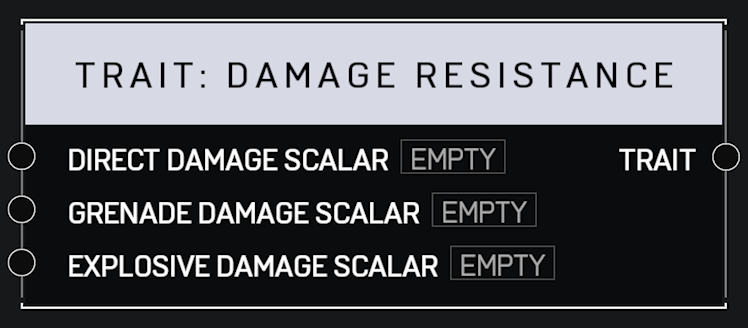 TRAIT: DAMAGE RESISTANCE
DIRECT DAMAGE SCALAR EMPTY TRAIT
GRENADE DAMAGE SCALAR EMPTY
EXPLOSIVE DAMAGE SCALAR EMPTY